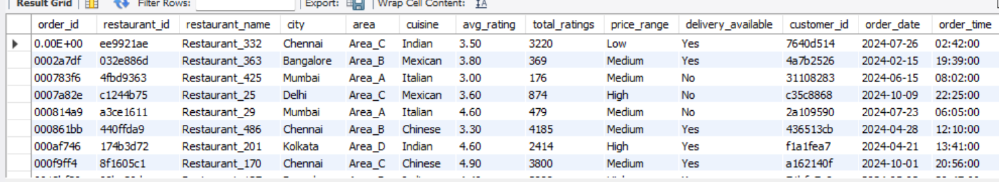 Result Grid Filter Rows: Export: Wrap Cell Content: IA
order_id restaurant_id restaurant_name city area cuisine avg_rating total_ratings price_range delivery_available customer_id order_date order_time
0.00E+00 ee9921ae Restaurant_332 Chennai Area_C Indian 3.50 3220 Low Yes 7640d514 2024-07-26 02:42:00
0002a7df 032e886d Restaurant_363 Bangalore Area_B Mexican 3.80 369 Medium Yes 4a7b2526 2024-02-15 19:39:00
000783f6 4fbd9363 Restaurant_425 Mumbai Area_A Italian 3.00 176 Medium No 31108283 2024-06-15 08:02:00
0007a82e c1244b75 Restaurant_25 Delhi Area_C Mexican 3.60 874 High No c35c8868 2024-10-09 22:25:00
000814a9 a3ce1611 Restaurant_29 Mumbai Area_A Italian 4.60 479 Medium No 2a109590 2024-07-23 06:05:00
000861bb 440ffda9 Restaurant_486 Chennai Area_B Chinese 3.30 4185 Medium Yes 436513cb 2024-04-28 12:10:00
000af746 174b3d72 Restaurant_201 Kolkata Area_D Indian 4.60 2414 High Yes f1a1fea7 2024-04-21 13:41:00
000f9ff4 8f1605c1 Restaurant_170 Chennai Area_C Chinese 4.90 3800 Medium Yes a162140f 2024-10-01 20:56:00